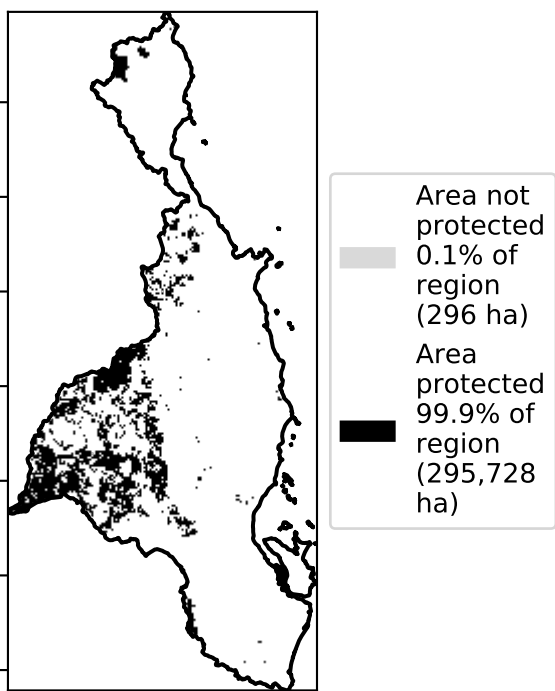 Area not
protected
0.1% of
region
(296 ha)
Area
protected
99.9% of
region
(295,728
ha)